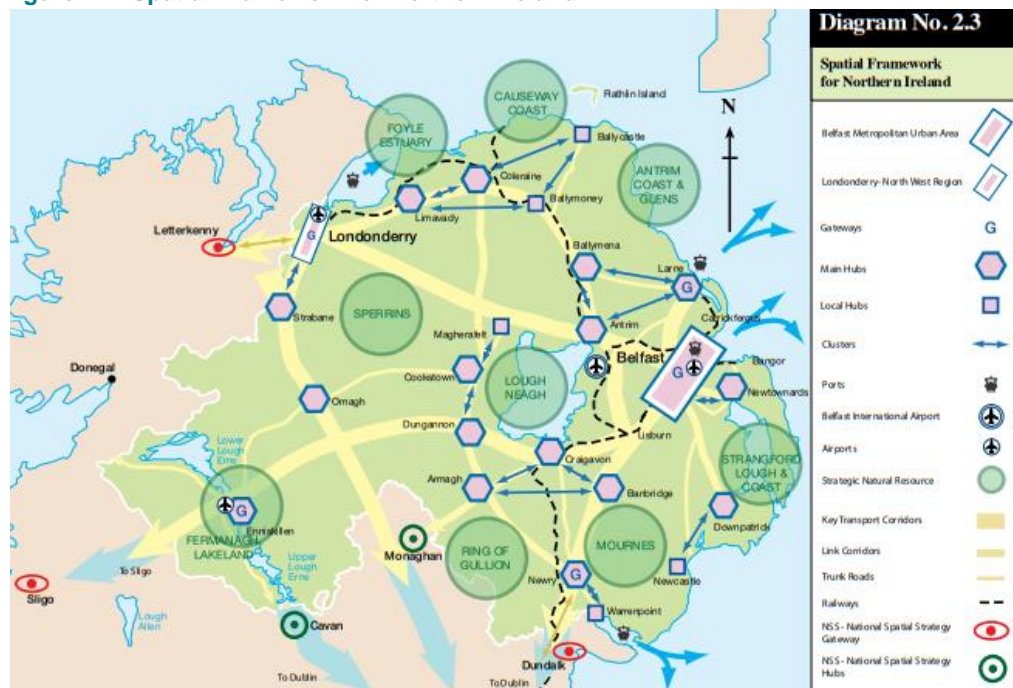 Diagram No. 2.3
Spatial Framework
for Northern Ireland
N
Belfast Metropolitan Urban Area
Londonderry- North West Region
G
Gateways
Main Hubs
Local Hubs
Clusters
Ports
Belfast International Airport
Airports
Strategic Natural Resource
Key Transport Corridors
Link Corridors
Trunk Roads
Railways
NSS - National Spatial Strategy
Gateway
NSS - National Spatial Strategy
Hubs
CAUSEWAY
COAST
Rathlin Island
FOYLE
ESTUARY
Ballycastle
Coleraine
ANTRIM
COAST &
GLENS
Limavady
Ballymoney
Letterkenny
G
Londonderry
Ballymena
Larne
G
Strabane
SPERRINS
Magherafelt
Antrim
Carrickfergus
Belfast
G
Bangor
Donegal
Cookstown
LOUGH
NEAGH
Newtownards
Omagh
Dungannon
Lisburn
Craigavon
STRANGFORD
LOUGH &
COAST
Lower
Lough
Erne
Armagh
Banbridge
G
Enniskillen
FERMANAGH
LAKELAND
Downpatrick
Monaghan
RING OF
GULLION
MOURNES
Upper
Lough
Erne
To Sligo
Sligo
Newry
G
Newcastle
Lough
Allen
Cavan
Warrenpoint
Dundalk
To Dublin
To Dublin